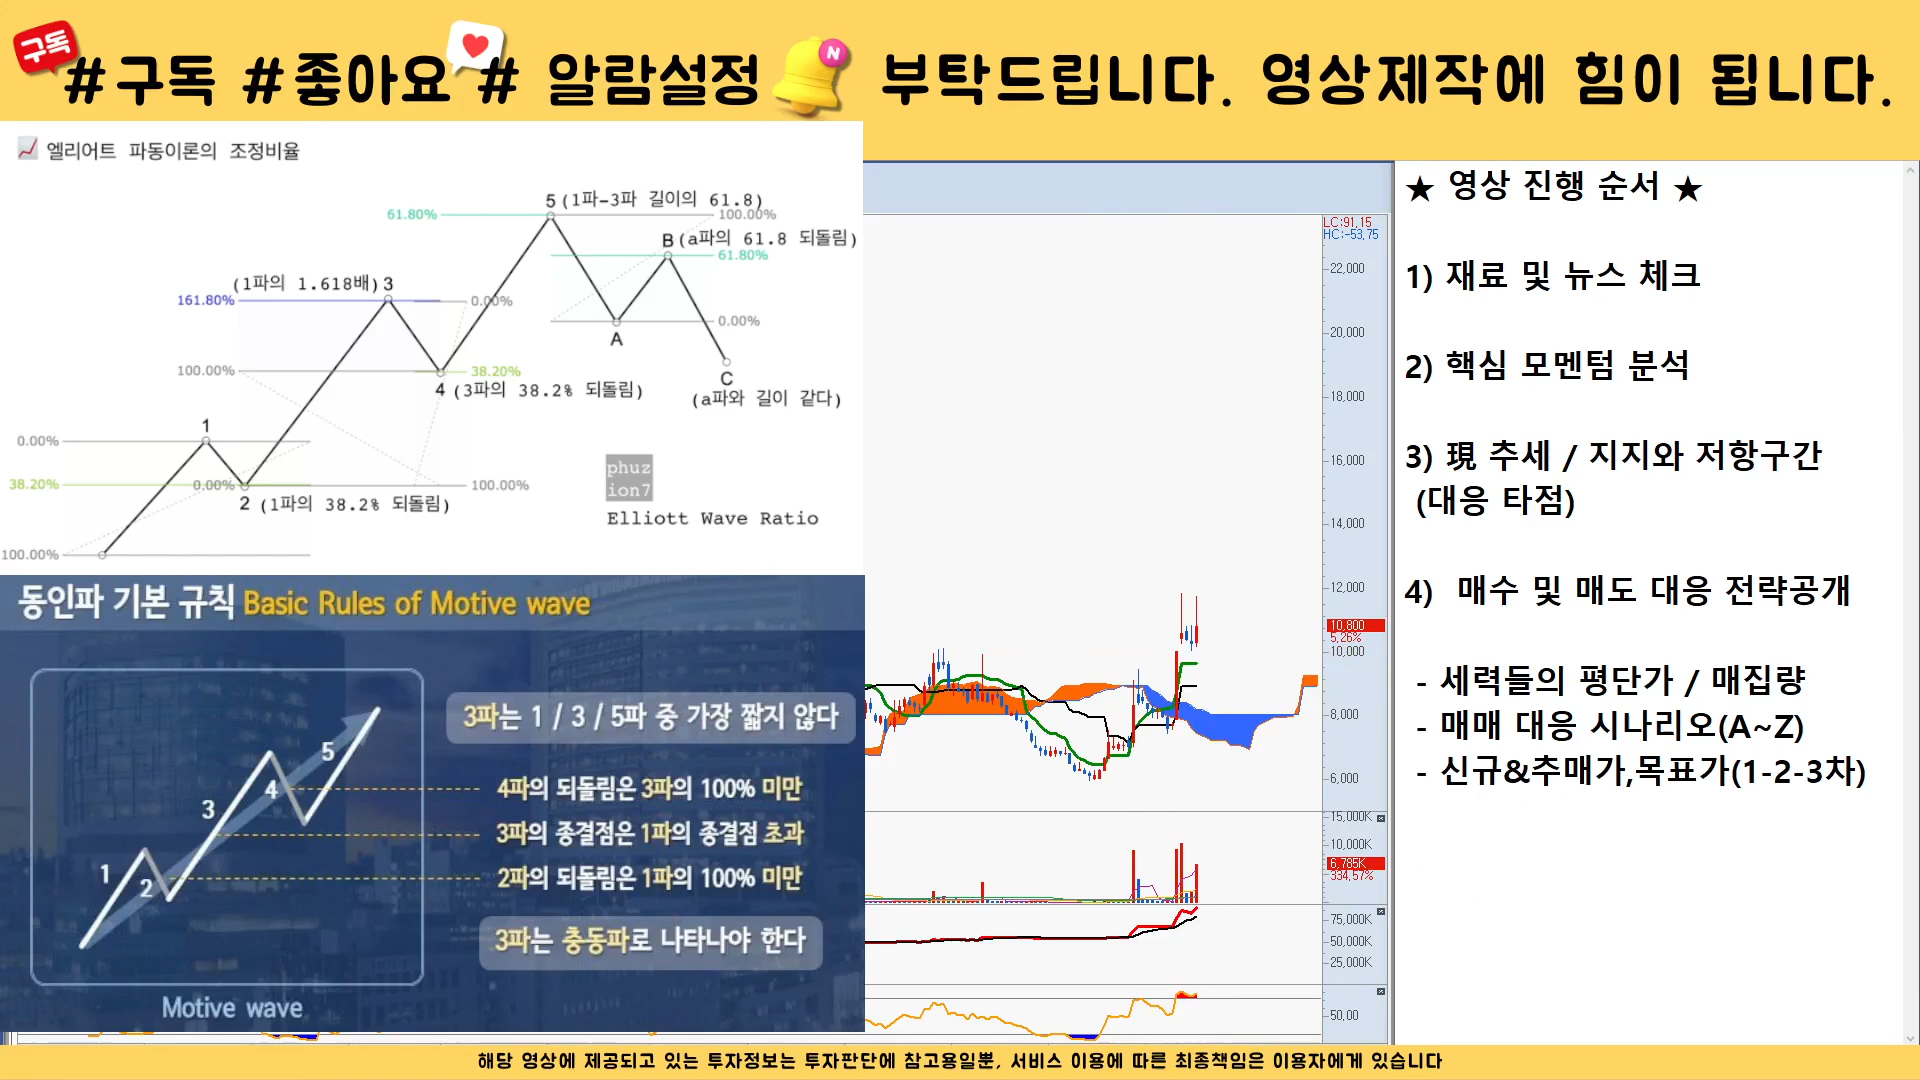 구독
#구독 #좋아요 # 알람설정 N 부탁드립니다. 영상제작에 힘이 됩니다.
엘리어트 파동이론의 조정비율
5 (1파-3파 길이의 61.8)
61.80%
100.00%
B (a파의 61.8 되돌림)
61.80%
(1파의 1.618배) 3
161.80%
0.00%
0.00%
A
100.00%
38.20%
4 (3파의 38.2% 되돌림)
C
(a파와 길이 같다)
1
0.00%
38.20%
0.00%
100.00%
2 (1파의 38.2% 되돌림)
100.00%
phuz
ion7
Elliott Wave Ratio
동인파 기본 규칙 Basic Rules of Motive wave
3파는 1 / 3 / 5파 중 가장 짧지 않다
4파의 되돌림은 3파의 100% 미만
3파의 종결점은 1파의 종결점 초과
2파의 되돌림은 1파의 100% 미만
3파는 충동파로 나타나야 한다
1
2
3
4
5
Motive wave
LC:91,15
HC:-53,75
22,000
20,000
18,000
16,000
14,000
12,000
10,800
5,26%
10,000
8,000
6,000
15,000K
10,000K
6,785K
334,57%
75,000K
50,000K
25,000K
50,00
★ 영상 진행 순서 ★
1) 재료 및 뉴스 체크
2) 핵심 모멘텀 분석
3) 現 추세 / 지지와 저항구간
(대응 타점)
4) 매수 및 매도 대응 전략공개
- 세력들의 평단가 / 매집량
- 매매 대응 시나리오(A~Z)
- 신규&추매가,목표가(1-2-3차)
해당 영상에 제공되고 있는 투자정보는 투자판단에 참고용일뿐, 서비스 이용에 따른 최종책임은 이용자에게 있습니다